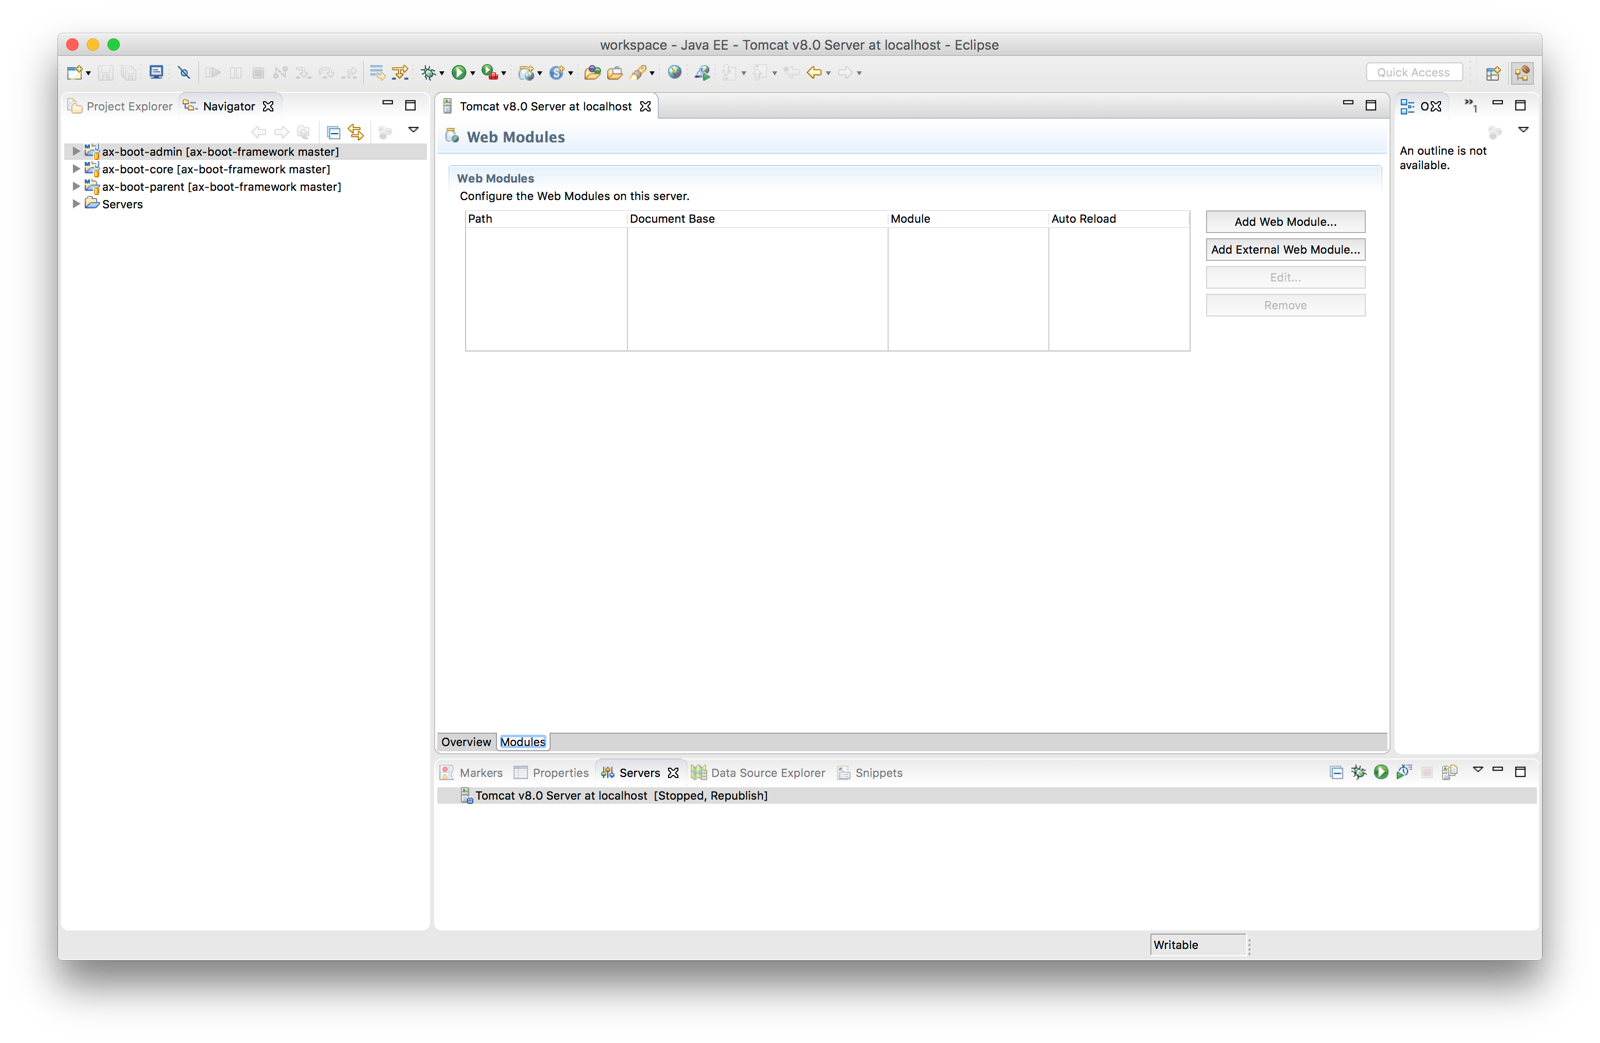 workspace - Java EE - Tomcat v8.0 Server at localhost - Eclipse
Quick Access
Project Explorer
Navigator
ax-boot-admin [ax-boot-framework master]
ax-boot-core [ax-boot-framework master]
ax-boot-parent [ax-boot-framework master]
Servers
Tomcat v8.0 Server at localhost
Web Modules
Web Modules
Configure the Web Modules on this server.
Path Document Base Module Auto Reload
Add Web Module...
Add External Web Module...
Edit...
Remove
Overview Modules
O
1
An outline is not
available.
Markers Properties Servers Data Source Explorer Snippets
Tomcat v8.0 Server at localhost [Stopped, Republish]
Writable